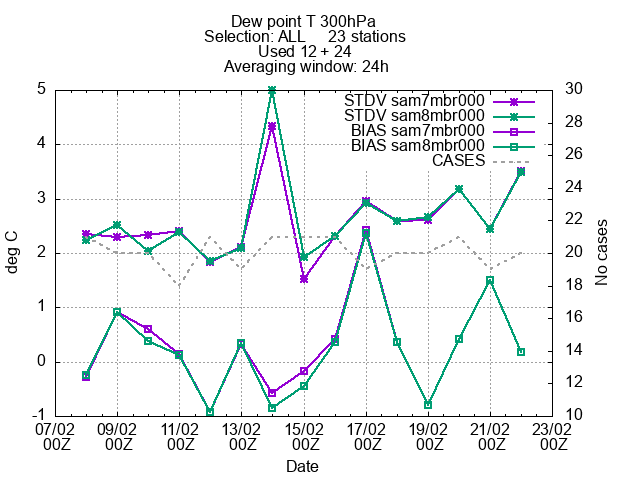 Dew point T 300hPa
Selection: ALL 23 stations
Used 12 + 24
Averaging window: 24h
STDV sam7mbr000
STDV sam8mbr000
BIAS sam7mbr000
BIAS sam8mbr000
CASES
5
4
3
2
1
0
-1
deg C
30
28
26
24
22
20
18
16
14
12
10
No cases
07/02 09/02 11/02 13/02 15/02 17/02 19/02 21/02 23/02
00Z 00Z 00Z 00Z 00Z 00Z 00Z 00Z 00Z
Date